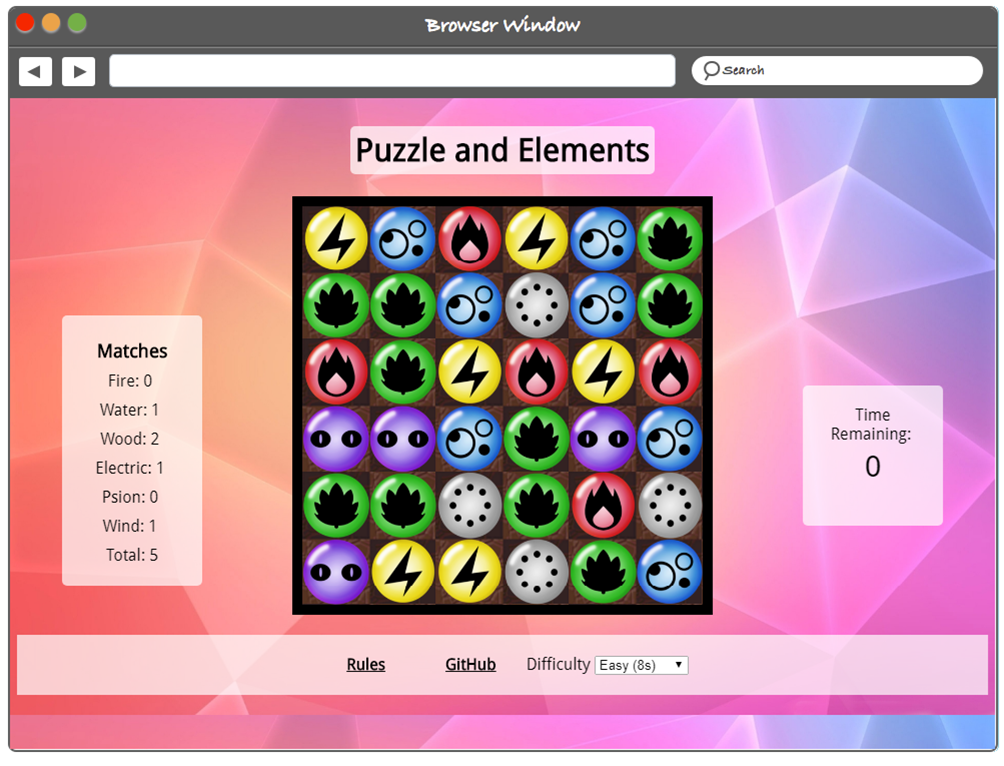 Browser Window
Search
Puzzle and Elements
Matches
Fire: 0
Water: 1
Wood: 2
Electric: 1
Psion: 0
Wind: 1
Total: 5
Time
Remaining:
0
Rules GitHub Difficulty Easy (8s)